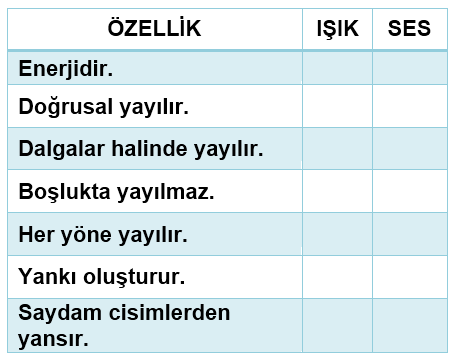 ÖZELLİK IŞIK SES
Enerjidir.
Doğrusal yayılır.
Dalgalar halinde yayılır.
Boşlukta yayılmaz.
Her yöne yayılır.
Yankı oluşturur.
Saydam cisimlerden
yansır.